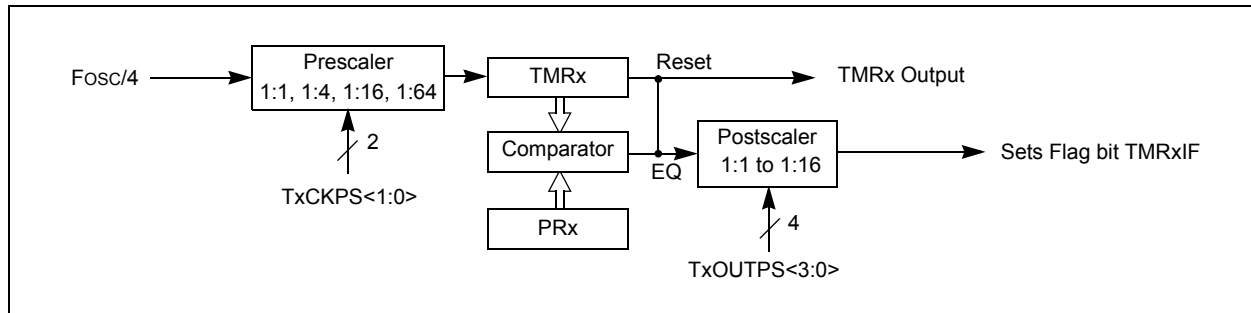 FOSC/4
Prescaler
1:1, 1:4, 1:16, 1:64
2
TxCKPS<1:0>
TMRx
Reset
TMRx Output
Comparator
EQ
PRx
Postscaler
1:1 to 1:16
4
TxOUTPS<3:0>
Sets Flag bit TMRxIF